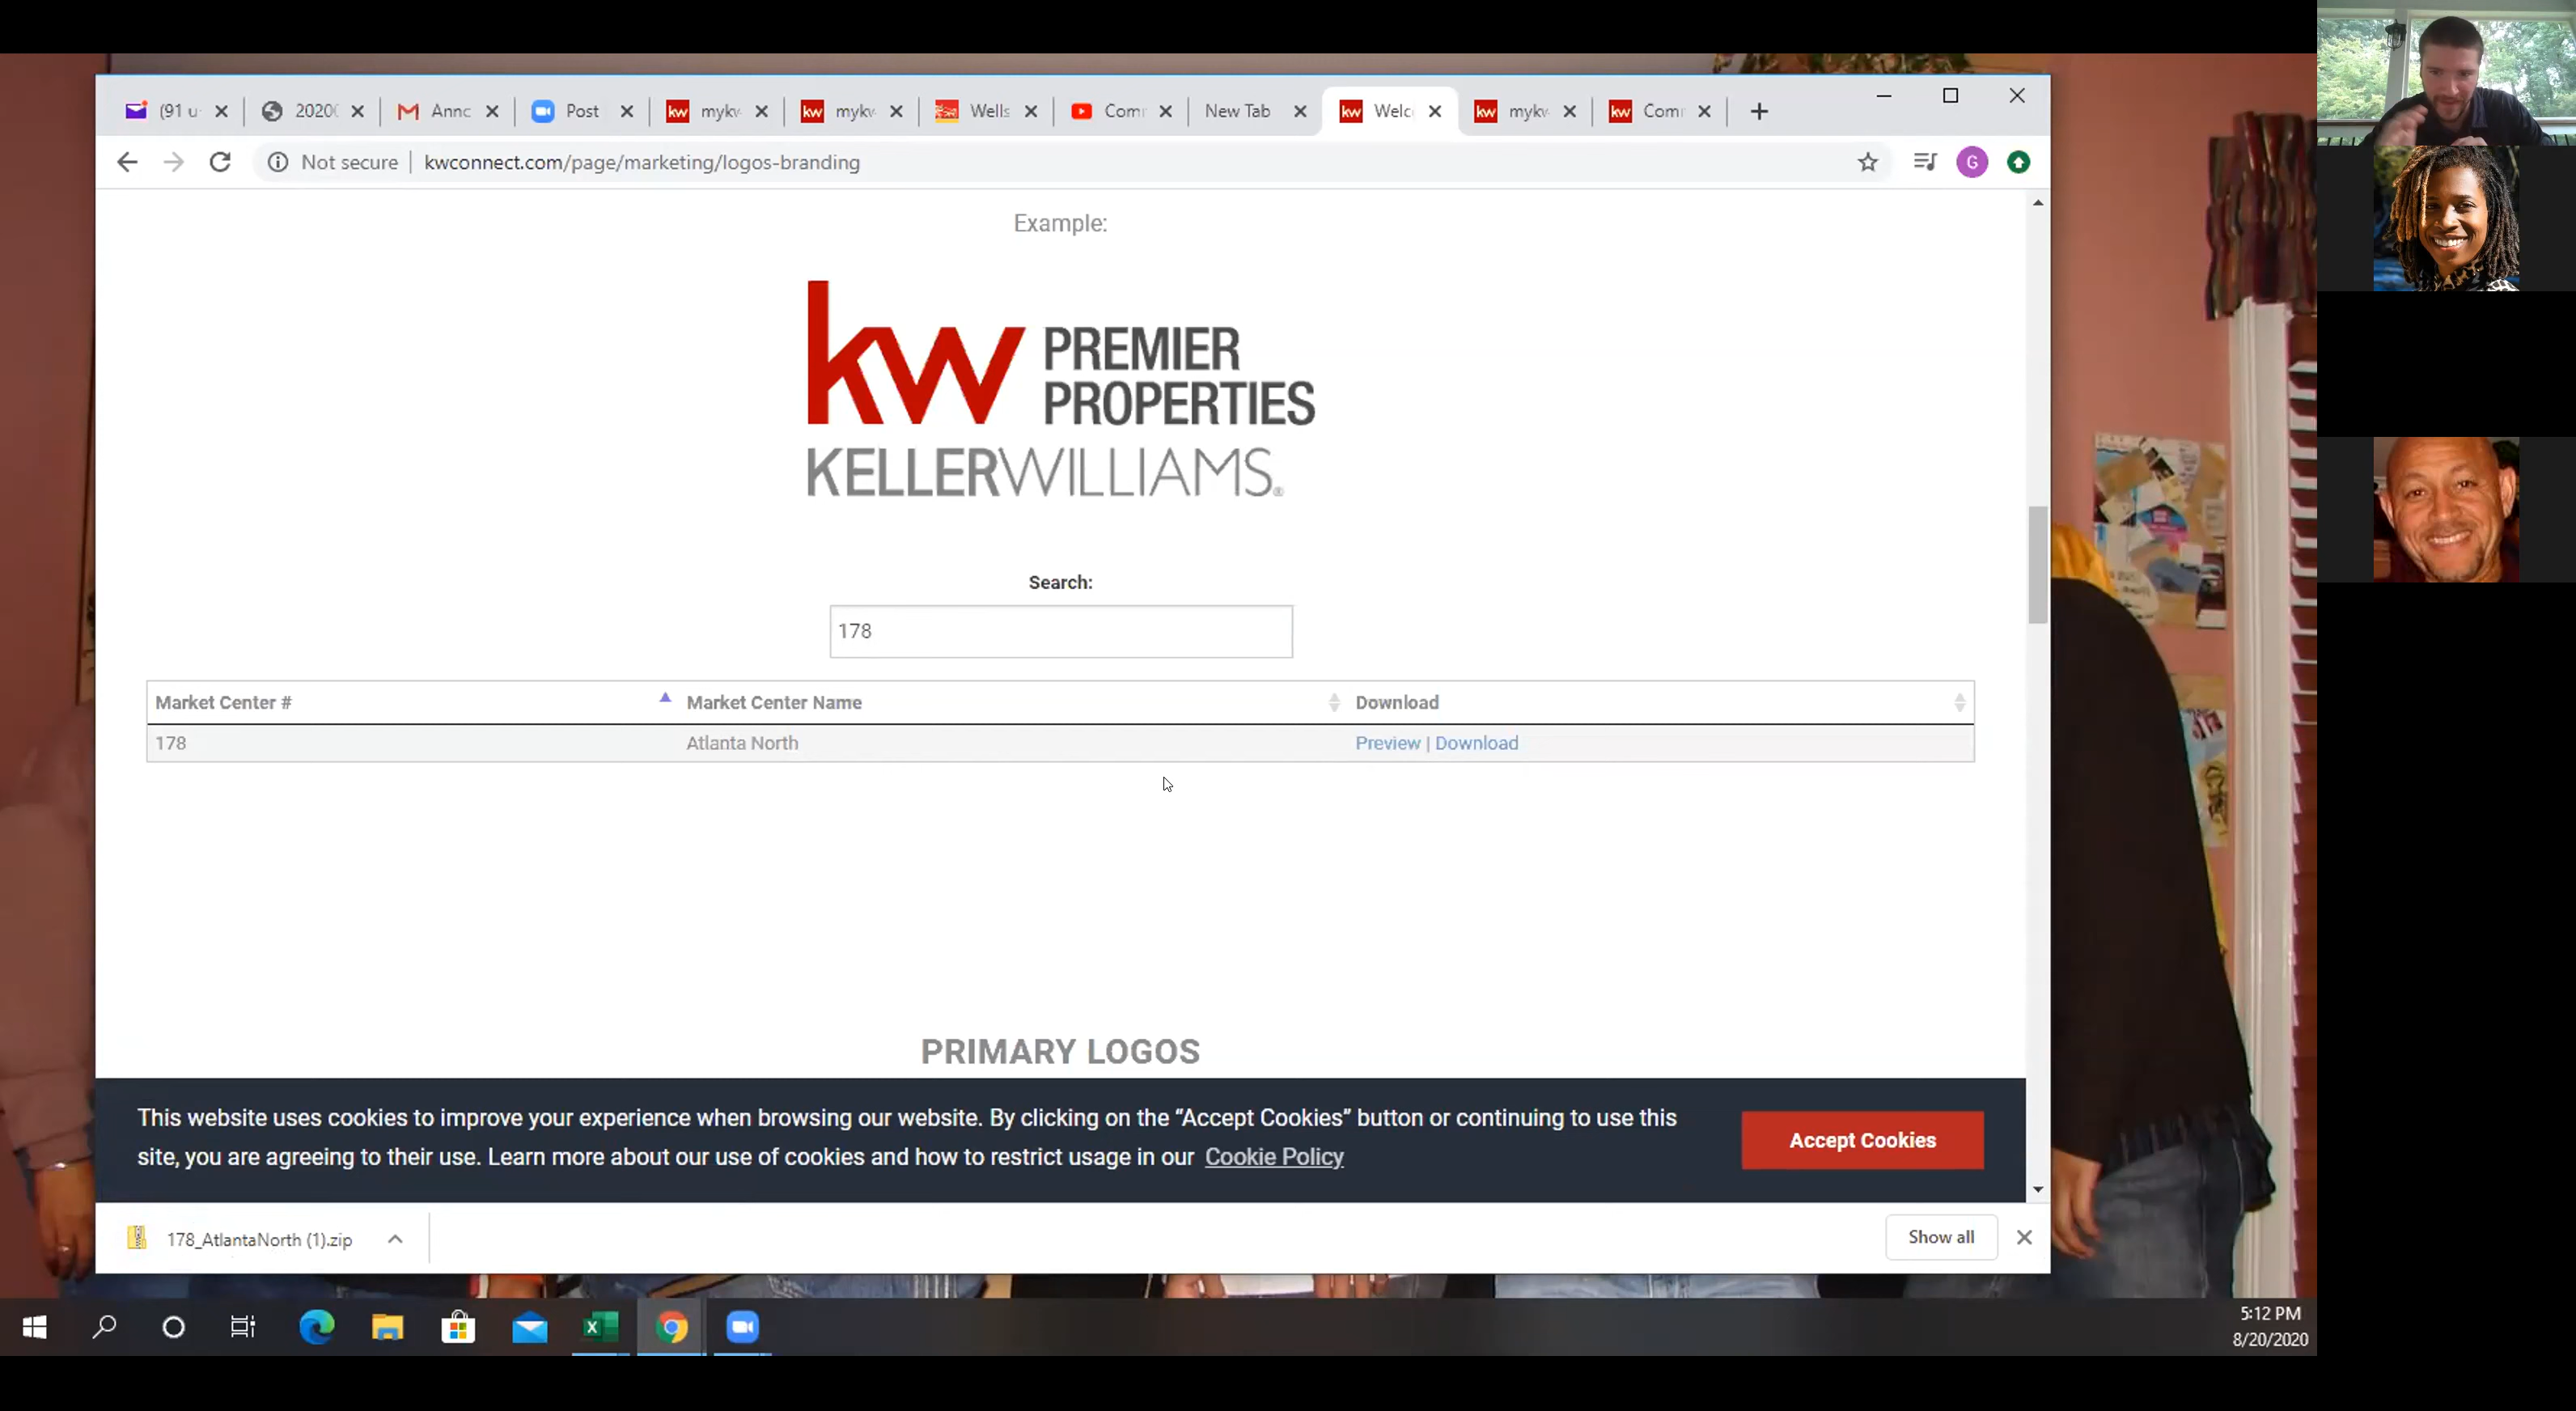 (91 u
2020
Annc
Post
kw mykv
kw mykv
Wells
Com
New Tab
kw Welc
kw mykv
kw Com
Not secure | kwconnect.com/page/marketing/logos-branding
G
Example:
kw PREMIER
PROPERTIES
KELLERWILLIAMS®
Search:
178
Market Center # Market Center Name Download
178 Atlanta North Preview | Download
PRIMARY LOGOS
This website uses cookies to improve your experience when browsing our website. By clicking on the “Accept Cookies” button or continuing to use this
site, you are agreeing to their use. Learn more about our use of cookies and how to restrict usage in our Cookie Policy
Accept Cookies
178_AtlantaNorth (1).zip
Show all
5:12 PM
8/20/2020